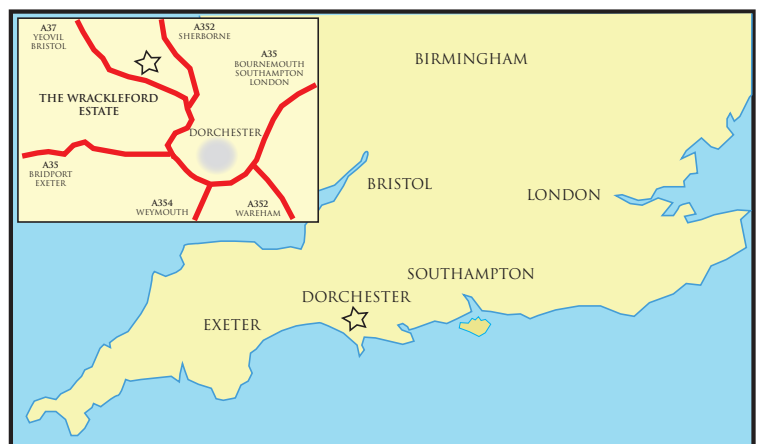 A37
YEOVIL
BRISTOL
A352
SHERBORNE
A35
BOURNEMOUTH
SOUTHAMPTON
LONDON
THE WRACKLEFORD
ESTATE
DORCHESTER
A35
BRIDPORT
EXETER
A354
WEYMOUTH
A352
WAREHAM
BIRMINGHAM
BRISTOL
LONDON
SOUTHAMPTON
DORCHESTER
EXETER